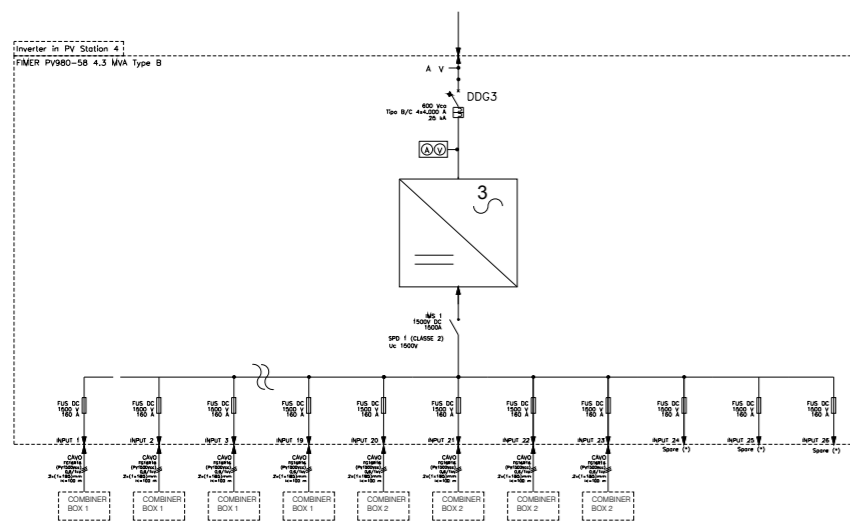 Inverter in PV Station 4
FIMER PV980-58 4.3 MVA Type B
A V
DDG3
600 Vca
Tipo B/C 4x4.000 A
25 kA
A V
3
IMS 1
1500V DC
1500A
SPD 1 (CLASSE 2)
Uc 1500V
FUS DC
1500 V
160 A
FUS DC
1500 V
160 A
FUS DC
1500 V
160 A
FUS DC
1500 V
160 A
FUS DC
1500 V
160 A
FUS DC
1500 V
160 A
FUS DC
1500 V
160 A
FUS DC
1500 V
160 A
FUS DC
1500 V
160 A
FUS DC
1500 V
160 A
FUS DC
1500 V
160 A
INPUT 1
INPUT 2
INPUT 3
INPUT 19
INPUT 20
INPUT 21
INPUT 22
INPUT 23
INPUT 24
INPUT 25
INPUT 26
Spare (*)
Spare (*)
Spare (*)
CAVO
CAVO
CAVO
CAVO
CAVO
CAVO
CAVO
CAVO
COMBINER
BOX 1
COMBINER
BOX 1
COMBINER
BOX 1
COMBINER
BOX 1
COMBINER
BOX 2
COMBINER
BOX 2
COMBINER
BOX 2
COMBINER
BOX 2